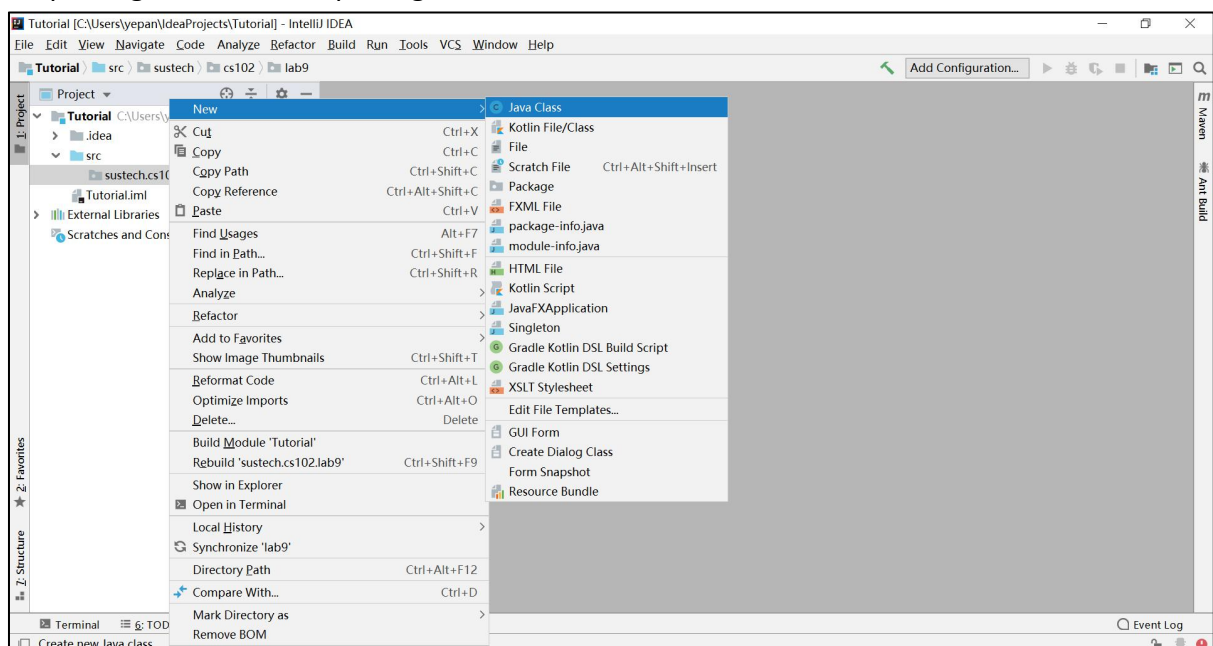 Tutorial [C:\Users\yepan\IdeaProjects\Tutorial] - IntelliJ IDEA
File Edit View Navigate Code Analyze Refactor Build Run Tools VCS Window Help
Tutorial src sustech cs102 lab9 Add Configuration...
1: Project
Project
Tutorial C:\Users\y
.idea
src
sustech.cs10
Tutorial.iml
External Libraries
Scratches and Cons
New
Cut Ctrl+X
Copy Ctrl+C
Copy Path Ctrl+Shift+C
Copy Reference Ctrl+Alt+Shift+C
Paste Ctrl+V
Find Usages Alt+F7
Find in Path... Ctrl+Shift+F
Replace in Path... Ctrl+Shift+R
Analyze
Refactor
Add to Favorites
Show Image Thumbnails Ctrl+Shift+T
Reformat Code Ctrl+Alt+L
Optimize Imports Ctrl+Alt+O
Delete... Delete
Build Module 'Tutorial'
Rebuild 'sustech.cs102.lab9' Ctrl+Shift+F9
Show in Explorer
Open in Terminal
Local History
Synchronize 'lab9'
Directory Path Ctrl+Alt+F12
Compare With... Ctrl+D
Mark Directory as
Remove BOM
Java Class
Kotlin File/Class
File
Scratch File Ctrl+Alt+Shift+Insert
Package
FXML File
package-info.java
module-info.java
HTML File
Kotlin Script
JavaFXApplication
Singleton
Gradle Kotlin DSL Build Script
Gradle Kotlin DSL Settings
XSLT Stylesheet
Edit File Templates...
GUI Form
Create Dialog Class
Form Snapshot
Resource Bundle
Maven
Ant Build
2: Favorites
7: Structure
Terminal 6: TOD Event Log
Create new Java class